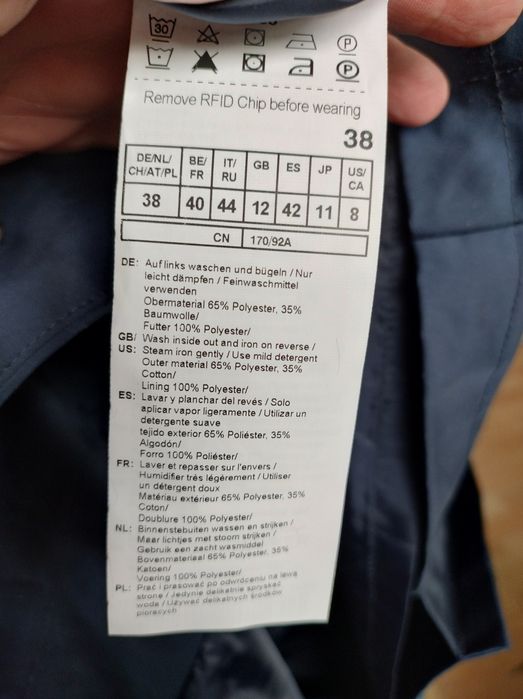 30
P
P
Remove RFID Chip before wearing
38
DE/NL/ BE/ IT/ GB ES JP US/
CH/AT/PL FR RU CA
38 40 44 12 42 11 8
CN 170/92A
DE: Auf links waschen und bügeln / Nur
leicht dämpfen / Feinwaschmittel
verwenden
Obermaterial 65% Polyester, 35%
Baumwolle/
Futter 100% Polyester/
GB/ Wash inside out and iron on reverse /
US: Steam iron gently / Use mild detergent
Outer material 65% Polyester, 35%
Cotton/
Lining 100% Polyester/
ES: Lavar y planchar del revés / Solo
aplicar vapor ligeramente / Utilizar un
detergente suave
tejido exterior 65% Poliéster, 35%
Algodón/
Forro 100% Poliéster/
FR: Laver et repasser sur l'envers /
Humidifier très légèrement / Utiliser
un détergent doux
Matériau extérieur 65% Polyester, 35%
Coton/
Doublure 100% Polyester/
NL: Binnenstebuiten wassen en strijken /
Maar lichtjes met stoom strijken /
Gebruik een zacht wasmiddel
Bovenmateriaal 65% Polyester, 35%
Katoen/
Voering 100% Polyester/
PL: Prać i prasować po odwróceniu na lewą
stronę / Jedynie delikatnie spryskać
wodą / Używać delikatnych środków
piorących